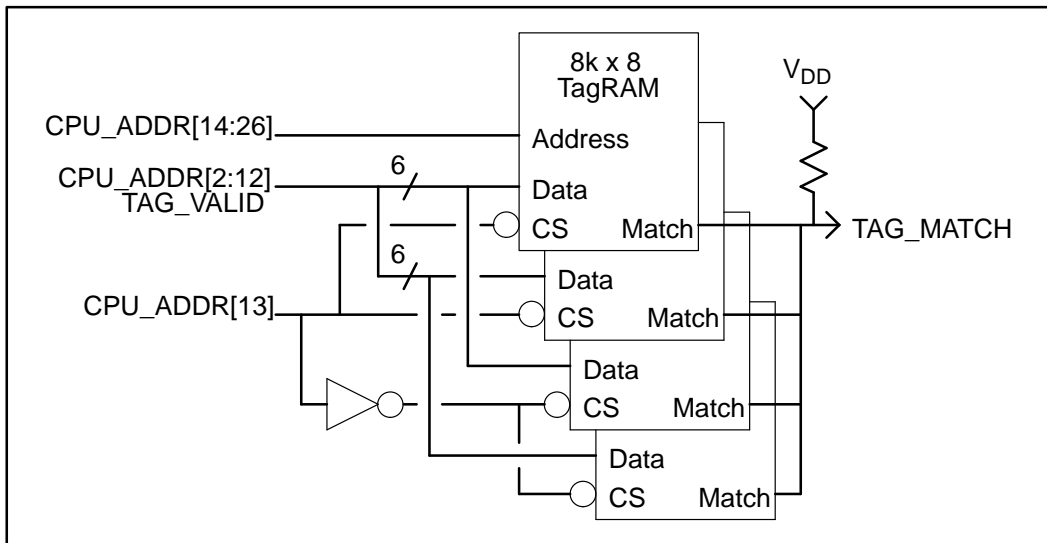 8k x 8
TagRAM
VDD
CPU_ADDR[14:26]
Address
CPU_ADDR[2:12]
TAG_VALID
6
Data
CS
Match
TAG_MATCH
6
Data
CPU_ADDR[13]
CS
Match
Data
CS
Match
Data
CS
Match